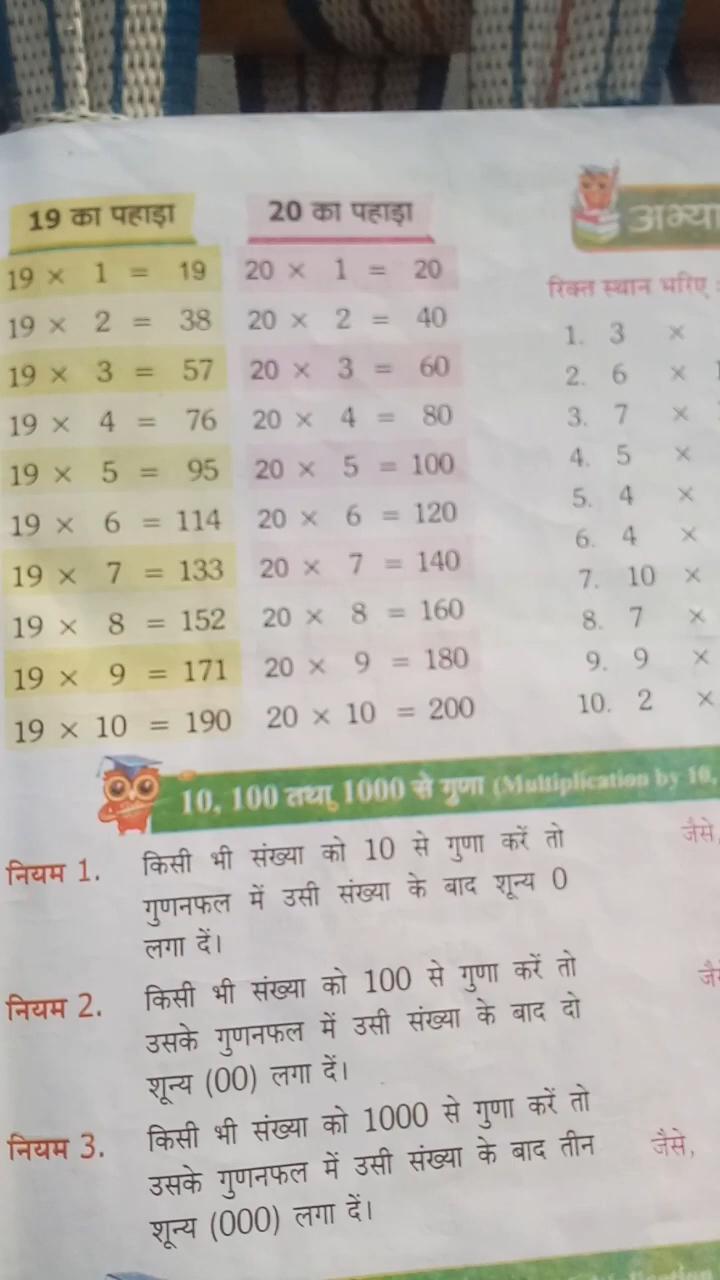 19 का पहाड़ा
19 × 1 = 19
19 × 2 = 38
19 × 3 = 57
19 × 4 = 76
19 × 5 = 95
19 × 6 = 114
19 × 7 = 133
19 × 8 = 152
19 × 9 = 171
19 × 10 = 190
20 का पहाड़ा
20 × 1 = 20
20 × 2 = 40
20 × 3 = 60
20 × 4 = 80
20 × 5 = 100
20 × 6 = 120
20 × 7 = 140
20 × 8 = 160
20 × 9 = 180
20 × 10 = 200
अभ्या
रिक्त स्थान भरिए :
1. 3 ×
2. 6 ×
3. 7 ×
4. 5 ×
5. 4 ×
6. 4 ×
7. 10 ×
8. 7 ×
9. 9 ×
10. 2 ×
10, 100 तथा 1000 से गुणा (Multiplication by 10,
नियम 1. किसी भी संख्या को 10 से गुणा करें तो जैसे,
गुणनफल में उसी संख्या के बाद शून्य 0
लगा दें।
नियम 2. किसी भी संख्या को 100 से गुणा करें तो
उसके गुणनफल में उसी संख्या के बाद दो
शून्य (00) लगा दें।
नियम 3. किसी भी संख्या को 1000 से गुणा करें तो
उसके गुणनफल में उसी संख्या के बाद तीन जैसे,
शून्य (000) लगा दें।